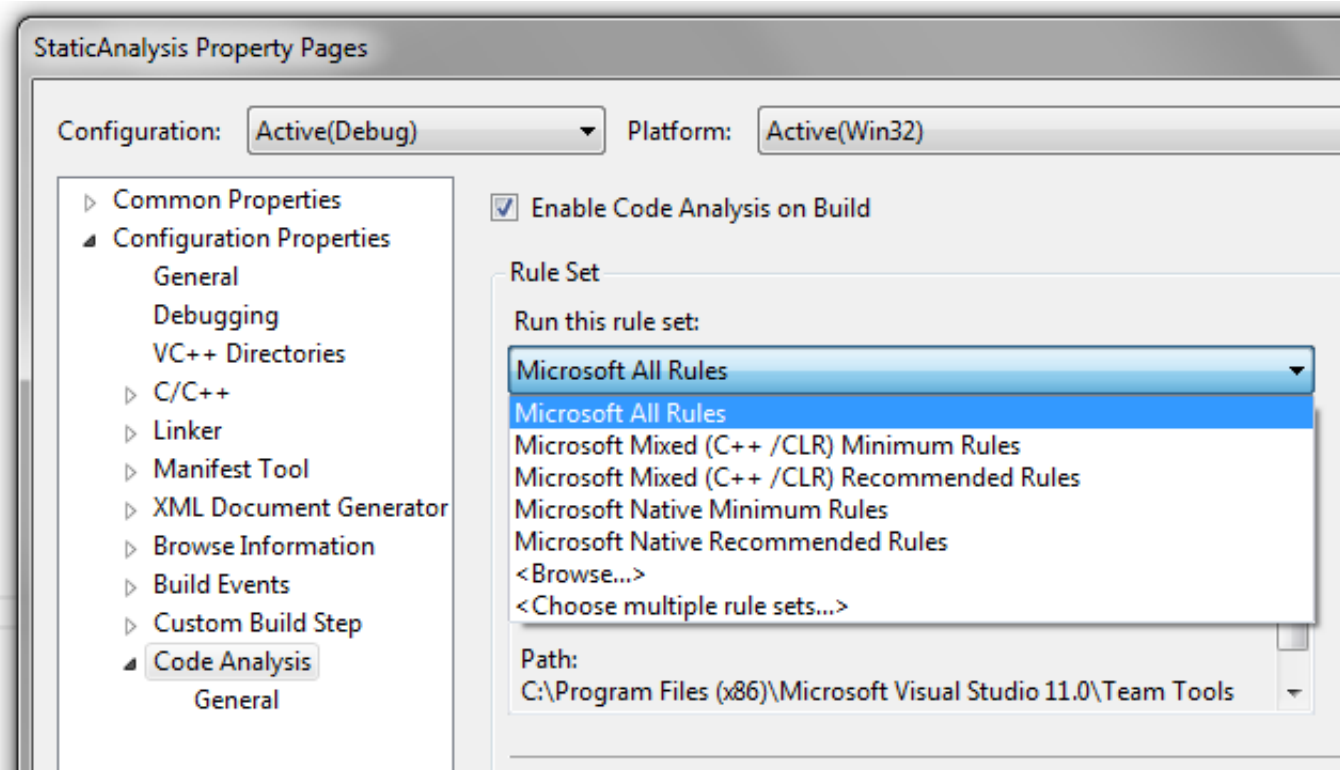 StaticAnalysis Property Pages
Configuration: Active(Debug) Platform: Active(Win32)
Common Properties
Configuration Properties
General
Debugging
VC++ Directories
C/C++
Linker
Manifest Tool
XML Document Generator
Browse Information
Build Events
Custom Build Step
Code Analysis
General
Enable Code Analysis on Build
Rule Set
Run this rule set:
Microsoft All Rules
Microsoft All Rules
Microsoft Mixed (C++ /CLR) Minimum Rules
Microsoft Mixed (C++ /CLR) Recommended Rules
Microsoft Native Minimum Rules
Microsoft Native Recommended Rules
<Browse...>
<Choose multiple rule sets...>
Path:
C:\Program Files (x86)\Microsoft Visual Studio 11.0\Team Tools